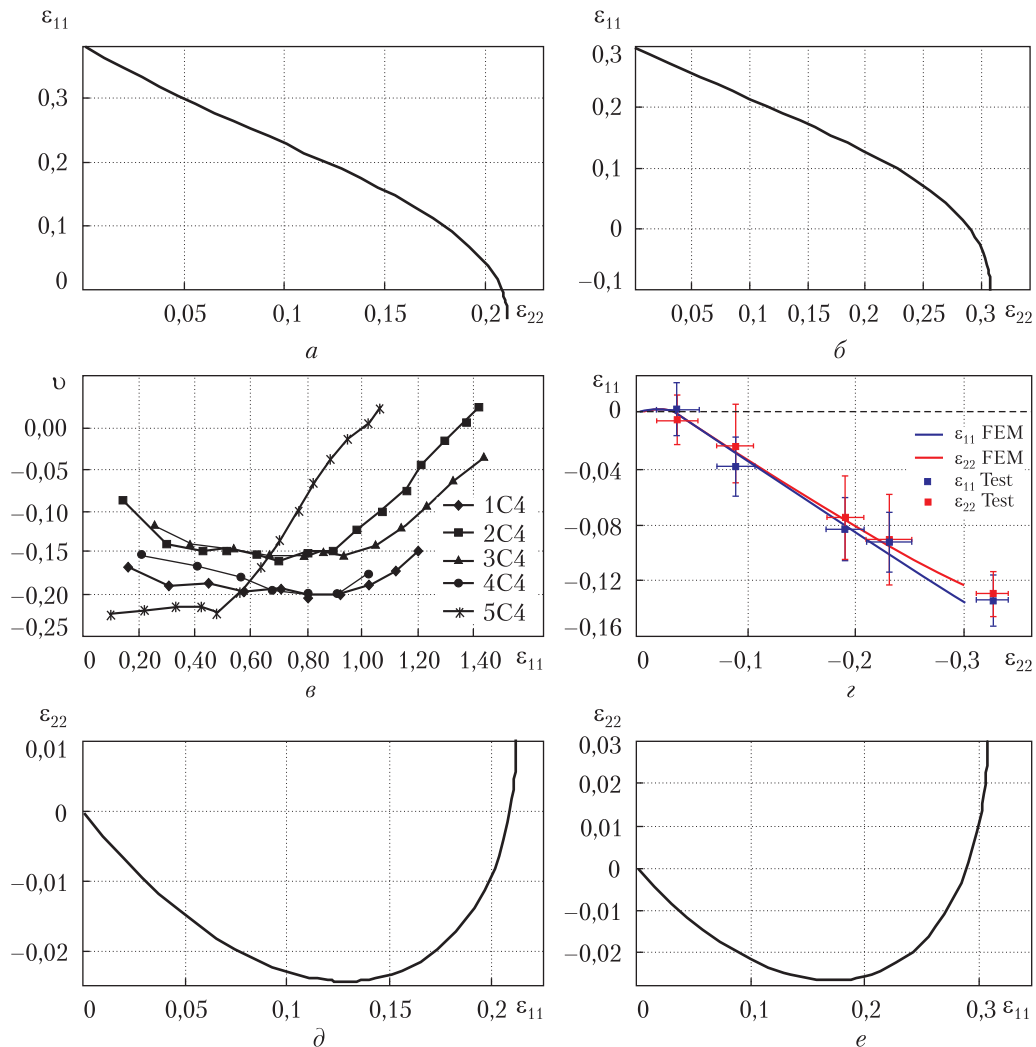 ε11
0,3
0,2
0,1
0
0,05
0,1
0,15
0,2
ε22
а
ε11
0,3
0,2
0,1
0
−0,1
0,05
0,1
0,15
0,2
0,25
0,3
ε22
б
υ
0,00
−0,05
−0,10
−0,15
−0,20
−0,25
0
0,20
0,40
0,60
0,80
1,00
1,20
1,40
ε11
1C4
2C4
3C4
4C4
5C4
в
ε11
0
−0,04
−0,08
−0,12
−0,16
0
−0,1
−0,2
−0,3
ε22
ε11 FEM
ε22 FEM
ε11 Test
ε22 Test
г
ε22
0,01
0
−0,01
−0,02
0
0,05
0,1
0,15
0,2
ε11
д
ε22
0,03
0,02
0,01
0
−0,01
−0,02
0
0,1
0,2
0,3
ε11
е